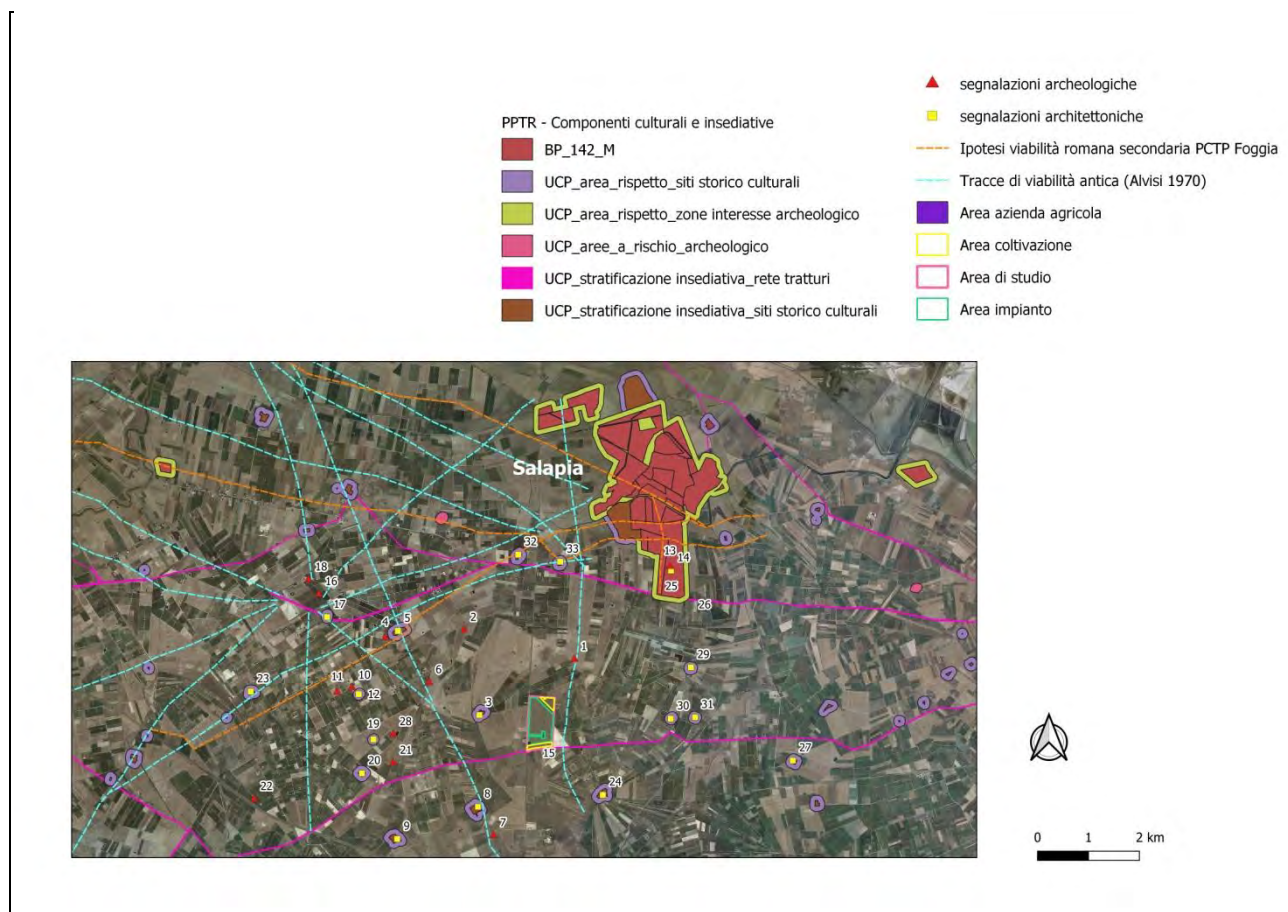 PPTR - Componenti culturali e insediative
BP_142_M
UCP_area_rispetto_siti storico culturali
UCP_area_rispetto_zone interesse archeologico
UCP_aree_a_rischio_archeologico
UCP_stratificazione insediativa_rete tratturi
UCP_stratificazione insediativa_siti storico culturali
segnalazioni archeologiche
segnalazioni architettoniche
Ipotesi viabilità romana secondaria PCTP Foggia
Tracce di viabilità antica (Alvisi 1970)
Area azienda agricola
Area coltivazione
Area di studio
Area impianto
Salapia
32
33
13
14
18
16
25
26
17
4
5
2
1
29
6
11
10
23
12
3
30
31
28
19
15
21
20
27
22
24
8
7
9
0 1 2 km